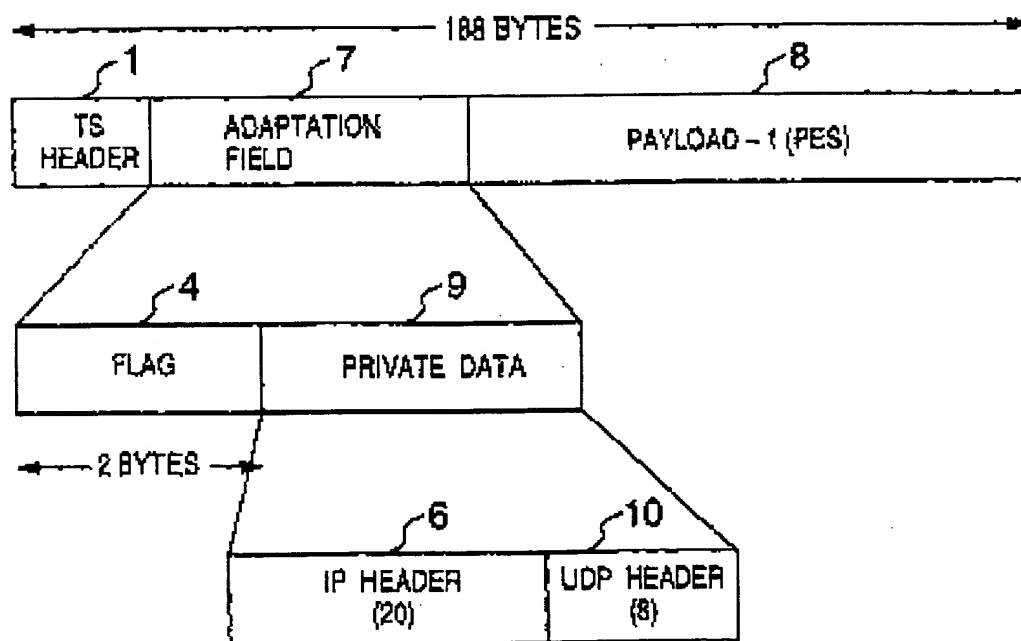 188 BYTES
1
7
8
TS
HEADER
ADAPTATION
FIELD
PAYLOAD – 1 (PES)
4
9
FLAG
PRIVATE DATA
2 BYTES
6
10
IP HEADER
(20)
UDP HEADER
(8)